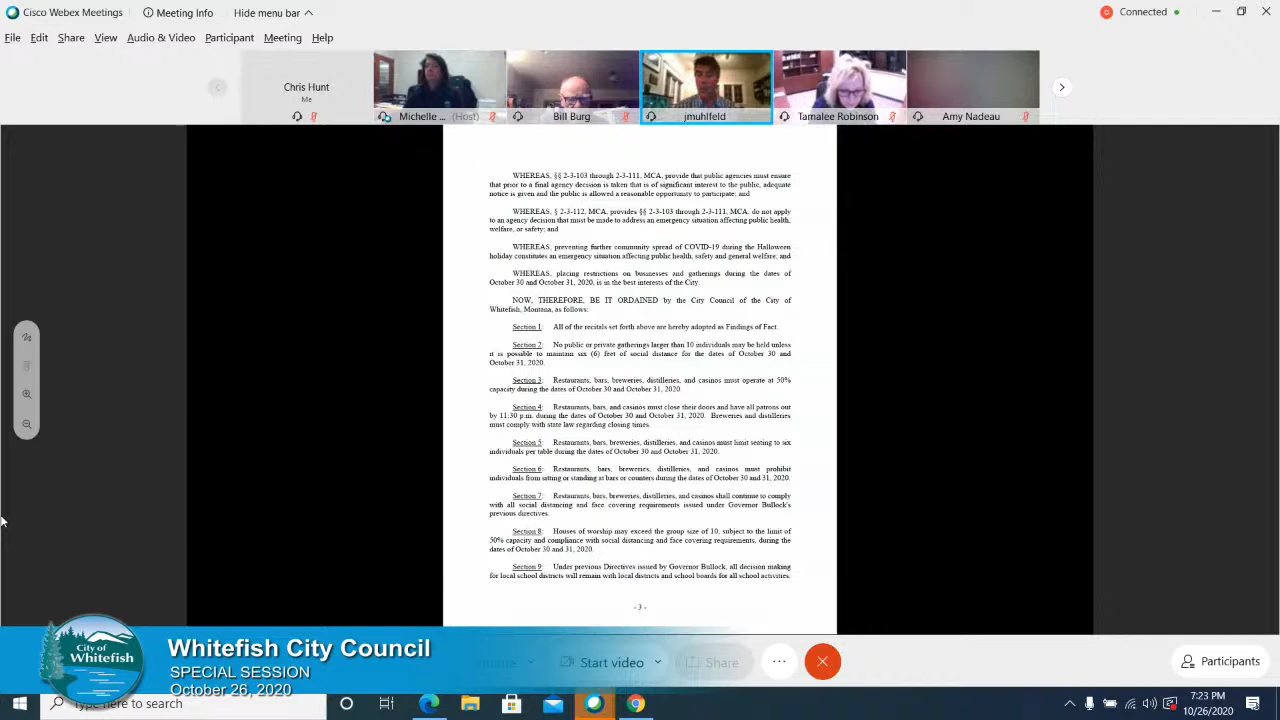 Cisco Webex Meetings
Meeting Info
Hide menu bar
Connected
File Edit Share View Audio & Video Participant Meeting Help
Chris Hunt
Me
Michelle ... (Host)
Bill Burg
jmuhlfeld
Tamalee Robinson
Amy Nadeau
WHEREAS, §§ 2-3-103 through 2-3-111, MCA, provide that public agencies must ensure
that prior to a final agency decision is taken that is of significant interest to the public, adequate
notice is given and the public is allowed a reasonable opportunity to participate; and
WHEREAS, § 2-3-112, MCA, provides §§ 2-3-103 through 2-3-111, MCA, do not apply
to an agency decision that must be made to address an emergency situation affecting public health,
welfare, or safety; and
WHEREAS, preventing further community spread of COVID-19 during the Halloween
holiday constitutes an emergency situation affecting public health, safety and general welfare; and
WHEREAS, placing restrictions on businesses and gatherings during the dates of
October 30 and October 31, 2020, is in the best interests of the City.
NOW, THEREFORE, BE IT ORDAINED by the City Council of the City of
Whitefish, Montana, as follows:
Section 1: All of the recitals set forth above are hereby adopted as Findings of Fact.
Section 2: No public or private gatherings larger than 10 individuals may be held unless
it is possible to maintain six (6) feet of social distance for the dates of October 30 and
October 31, 2020.
Section 3: Restaurants, bars, breweries, distilleries, and casinos must operate at 50%
capacity during the dates of October 30 and October 31, 2020.
Section 4: Restaurants, bars, and casinos must close their doors and have all patrons out
by 11:30 p.m. during the dates of October 30 and October 31, 2020. Breweries and distilleries
must comply with state law regarding closing times.
Section 5: Restaurants, bars, breweries, distilleries, and casinos must limit seating to six
individuals per table during the dates of October 30 and October 31, 2020.
Section 6: Restaurants, bars, breweries, distilleries, and casinos must prohibit
individuals from sitting or standing at bars or counters during the dates of October 30 and 31, 2020.
Section 7: Restaurants, bars, breweries, distilleries, and casinos shall continue to comply
with all social distancing and face covering requirements issued under Governor Bullock's
previous directives.
Section 8: Houses of worship may exceed the group size of 10, subject to the limit of
50% capacity and compliance with social distancing and face covering requirements, during the
dates of October 30 and 31, 2020.
Section 9: Under previous Directives issued by Governor Bullock, all decision making
for local school districts will remain with local districts and school boards for all school activities.
- 3 -
City of
Whitefish
Whitefish City Council
SPECIAL SESSION
October 26, 2020
Start video
Share
Participants
Type here to search
7:23 PM
10/26/2020